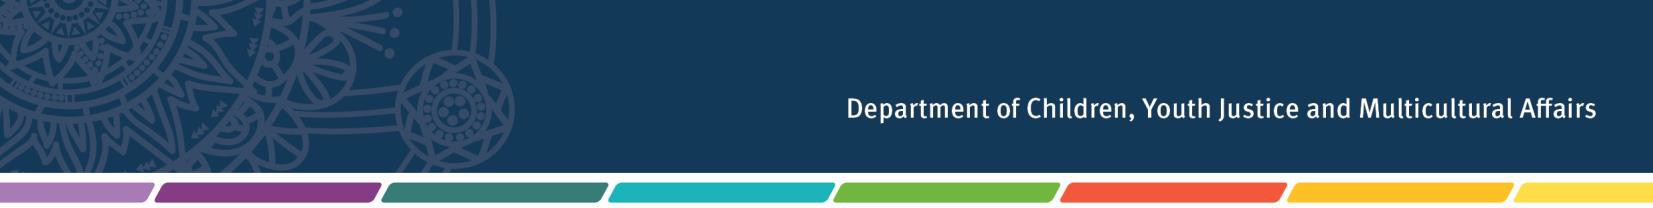 Department of Children, Youth Justice and Multicultural Affairs